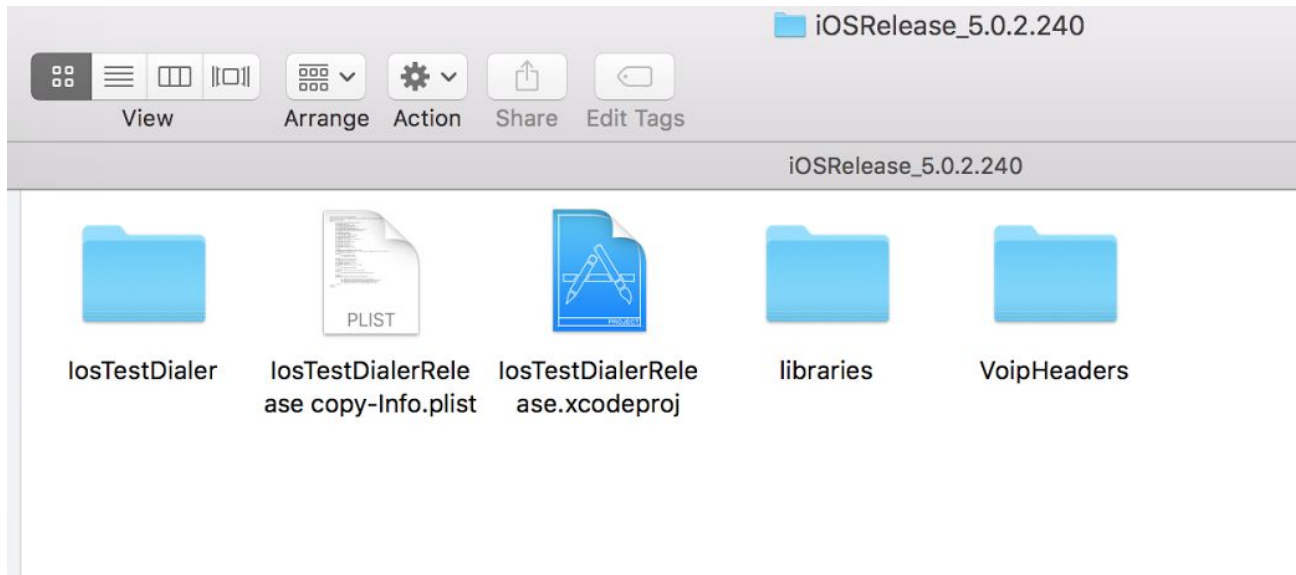 iOSRelease_5.0.2.240
View
Arrange
Action
Share
Edit Tags
iOSRelease_5.0.2.240
PLIST
PROJECT
IosTestDialer
IosTestDialerRele
ase copy-Info.plist
IosTestDialerRele
ase.xcodeproj
libraries
VoipHeaders